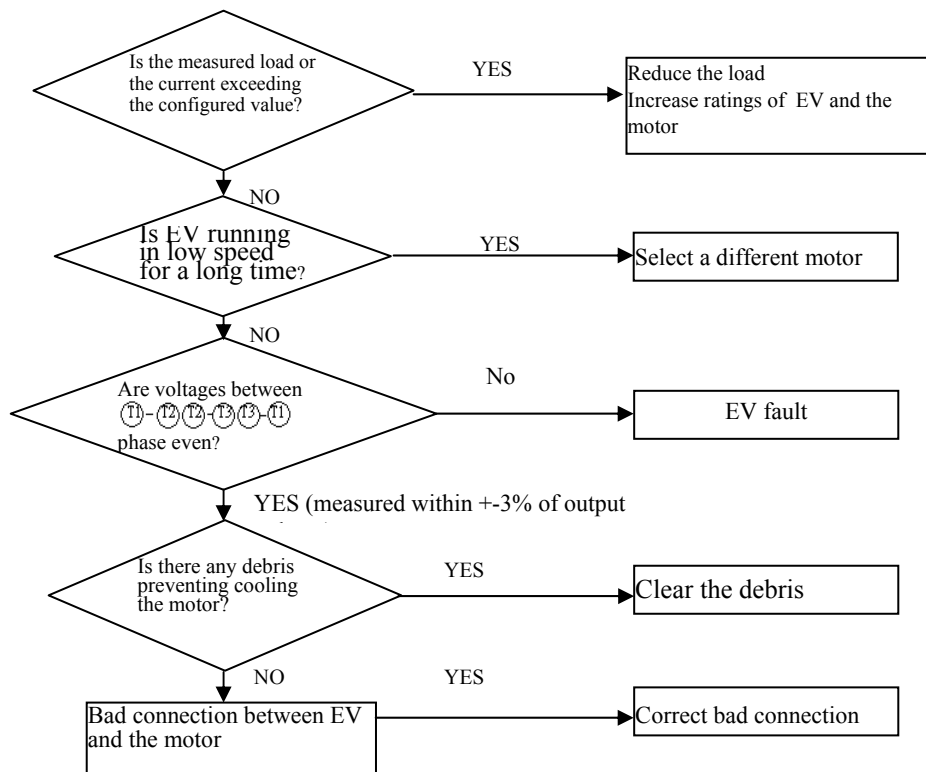 Is the measured load or
the current exceeding
the configured value?
YES
Reduce the load
Increase ratings of EV and the
motor
NO
Is EV running
in low speed
for a long time?
YES
Select a different motor
NO
Are voltages between
T1-T2 T2-T3 T3-T1
phase even?
No
EV fault
YES (measured within +-3% of output
Is there any debris
preventing cooling
the motor?
YES
Clear the debris
NO
YES
Bad connection between EV
and the motor
Correct bad connection